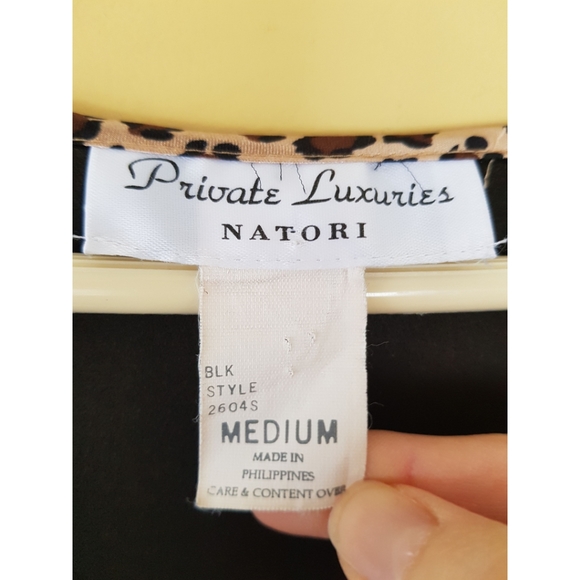 Private Luxuries
NATORI
BLK
STYLE
2604S
MEDIUM
MADE IN
PHILIPPINES
CARE & CONTENT OVER